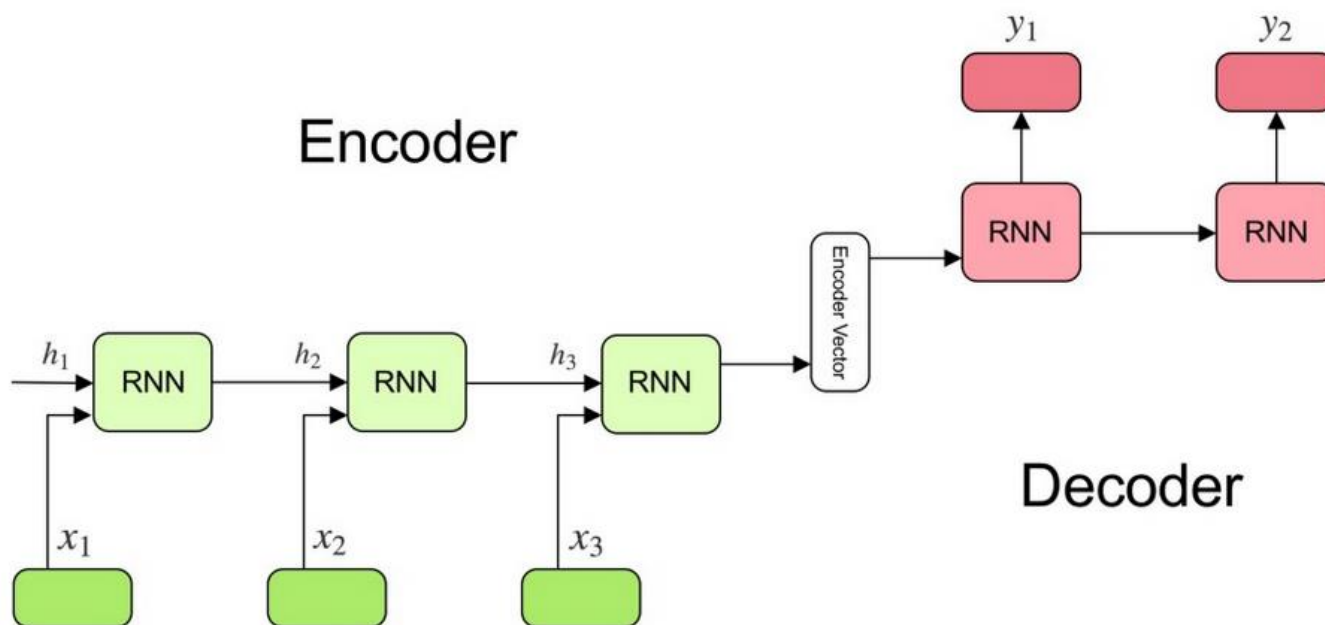 y₁
y₂
Encoder
RNN
RNN
Encoder Vector
h₁
RNN
h₂
RNN
h₃
RNN
Decoder
x₁
x₂
x₃